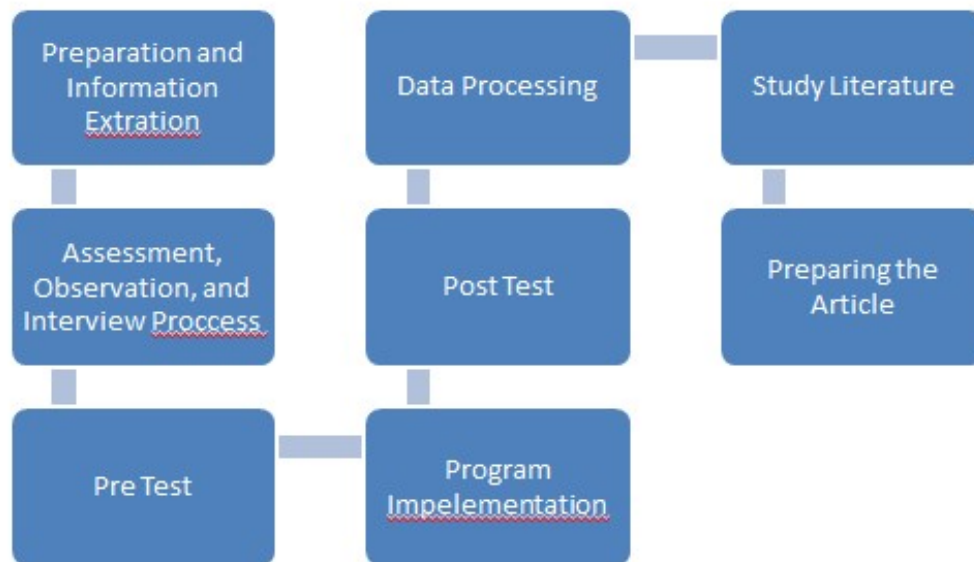 Preparation and
Information
Extration
Assessment,
Observation, and
Interview Proccess
Pre Test
Program
Impelementation
Post Test
Data Processing
Study Literature
Preparing the
Article